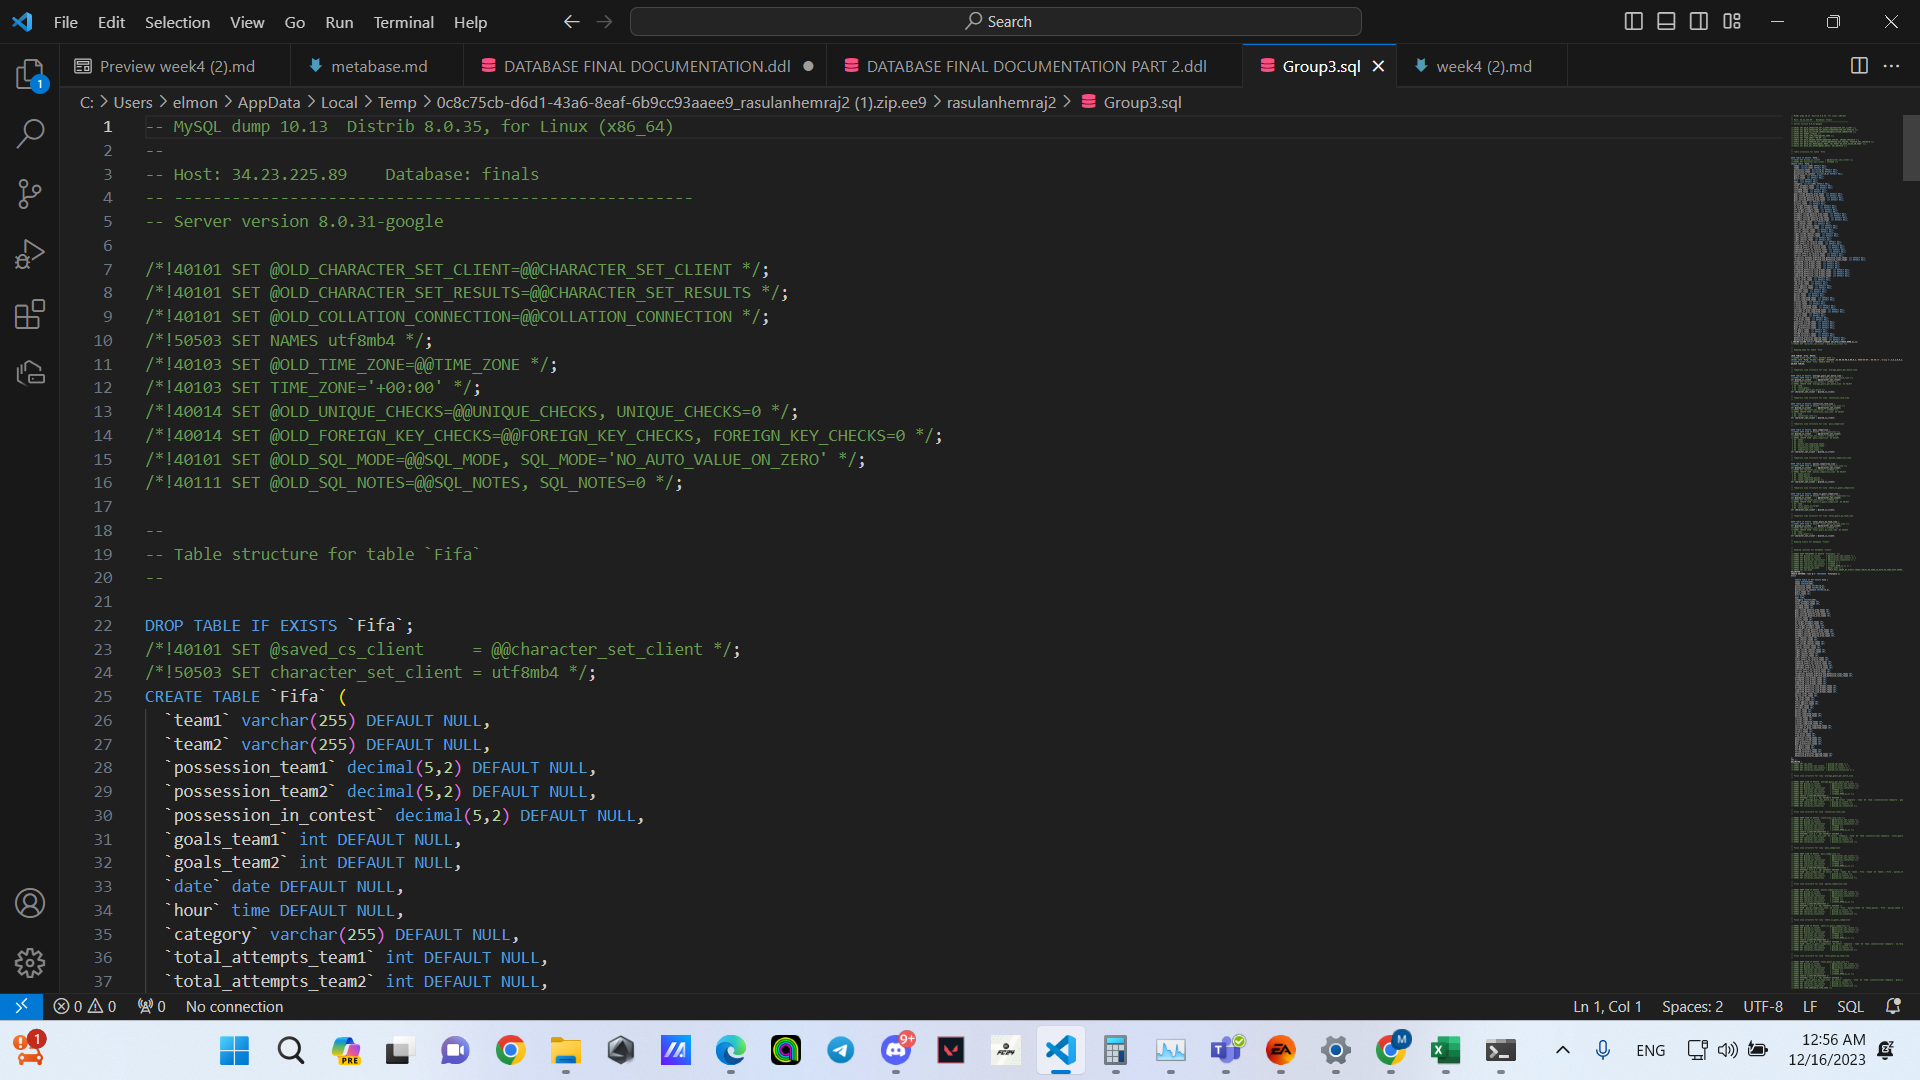 File Edit Selection View Go Run Terminal Help
Search
Preview week4 (2).md metabase.md DATABASE FINAL DOCUMENTATION.ddl DATABASE FINAL DOCUMENTATION PART 2.ddl Group3.sql week4 (2).md
C: > Users > elmon > AppData > Local > Temp > 0c8c75cb-d6d1-43a6-8eaf-6b9cc93aaee9_rasulanhemraj2 (1).zip.ee9 > rasulanhemraj2 > Group3.sql
1 -- MySQL dump 10.13  Distrib 8.0.35, for Linux (x86_64)
2 --
3 -- Host: 34.23.225.89    Database: finals
4 -- ------------------------------------------------------
5 -- Server version 8.0.31-google
6
7 /*!40101 SET @OLD_CHARACTER_SET_CLIENT=@@CHARACTER_SET_CLIENT */;
8 /*!40101 SET @OLD_CHARACTER_SET_RESULTS=@@CHARACTER_SET_RESULTS */;
9 /*!40101 SET @OLD_COLLATION_CONNECTION=@@COLLATION_CONNECTION */;
10 /*!50503 SET NAMES utf8mb4 */;
11 /*!40103 SET @OLD_TIME_ZONE=@@TIME_ZONE */;
12 /*!40103 SET TIME_ZONE='+00:00' */;
13 /*!40014 SET @OLD_UNIQUE_CHECKS=@@UNIQUE_CHECKS, UNIQUE_CHECKS=0 */;
14 /*!40014 SET @OLD_FOREIGN_KEY_CHECKS=@@FOREIGN_KEY_CHECKS, FOREIGN_KEY_CHECKS=0 */;
15 /*!40101 SET @OLD_SQL_MODE=@@SQL_MODE, SQL_MODE='NO_AUTO_VALUE_ON_ZERO' */;
16 /*!40111 SET @OLD_SQL_NOTES=@@SQL_NOTES, SQL_NOTES=0 */;
17
18 --
19 -- Table structure for table `Fifa`
20 --
21
22 DROP TABLE IF EXISTS `Fifa`;
23 /*!40101 SET @saved_cs_client     = @@character_set_client */;
24 /*!50503 SET character_set_client = utf8mb4 */;
25 CREATE TABLE `Fifa` (
26 `team1` varchar(255) DEFAULT NULL,
27 `team2` varchar(255) DEFAULT NULL,
28 `possession_team1` decimal(5,2) DEFAULT NULL,
29 `possession_team2` decimal(5,2) DEFAULT NULL,
30 `possession_in_contest` decimal(5,2) DEFAULT NULL,
31 `goals_team1` int DEFAULT NULL,
32 `goals_team2` int DEFAULT NULL,
33 `date` date DEFAULT NULL,
34 `hour` time DEFAULT NULL,
35 `category` varchar(255) DEFAULT NULL,
36 `total_attempts_team1` int DEFAULT NULL,
37 `total_attempts_team2` int DEFAULT NULL,
1
0 0 0 No connection
Ln 1, Col 1 Spaces: 2 UTF-8 LF SQL
1 PRE 9+ FC24 M ENG
12:56 AM
12/16/2023